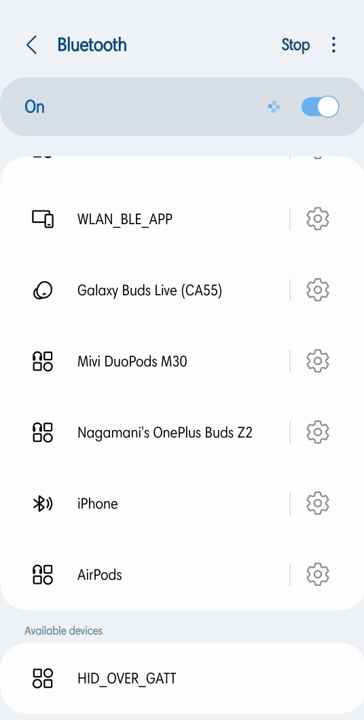 Bluetooth
Stop
On
WLAN_BLE_APP
Galaxy Buds Live (CA55)
Mivi DuoPods M30
Nagamani's OnePlus Buds Z2
iPhone
AirPods
Available devices
HID_OVER_GATT